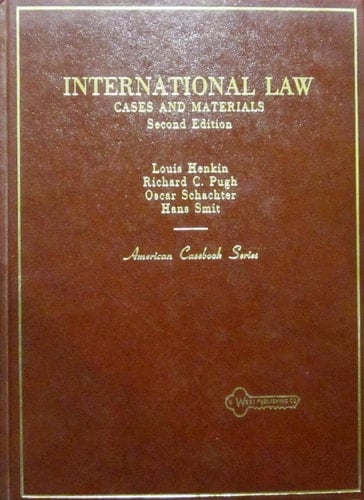 INTERNATIONAL LAW
CASES AND MATERIALS
Second Edition
Louis Henkin
Richard C. Pugh
Oscar Schachter
Hans Smit
American Casebook Series
WEST PUBLISHING CO